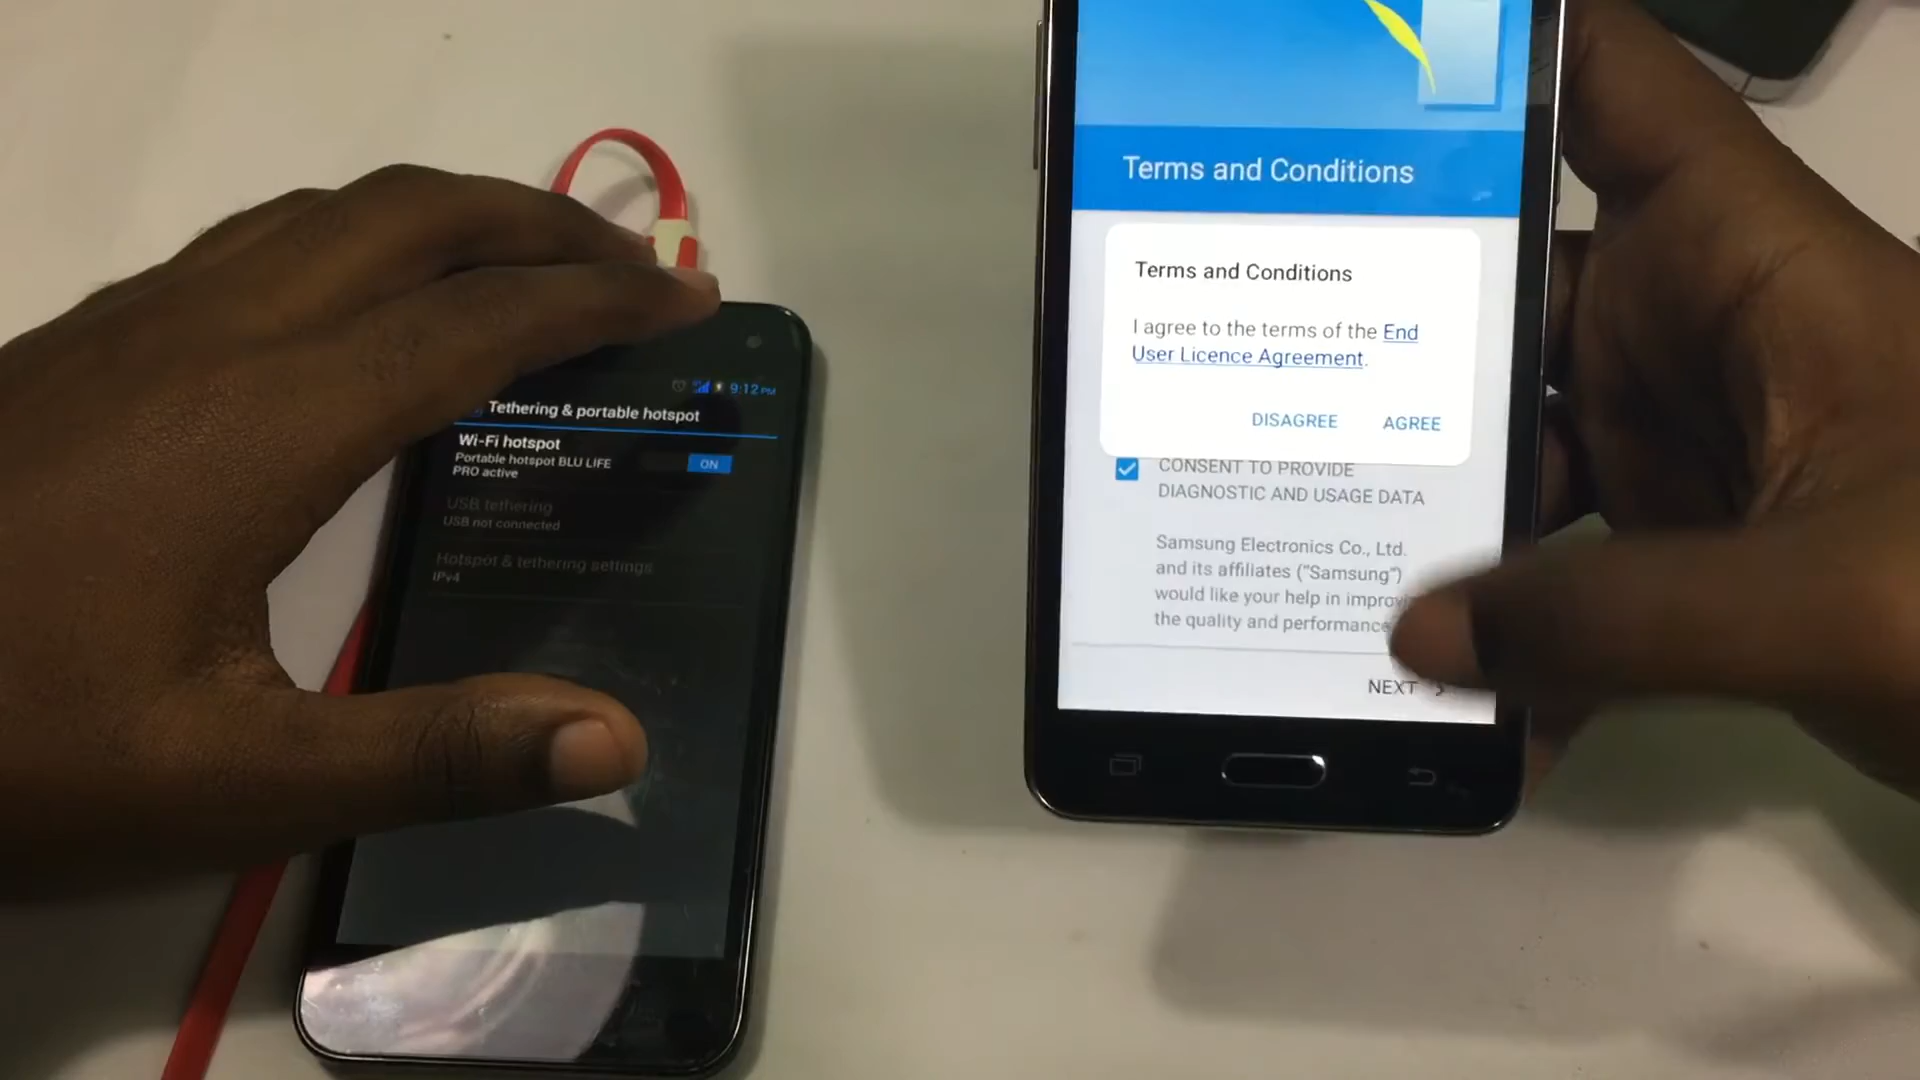 9:12 PM
Tethering & portable hotspot
Wi-Fi hotspot
Portable hotspot BLU LIFE
PRO active
ON
USB tethering
USB not connected
Hotspot & tethering settings
IPv4
Terms and Conditions
Terms and Conditions
I agree to the terms of the End
User Licence Agreement.
DISAGREE AGREE
CONSENT TO PROVIDE
DIAGNOSTIC AND USAGE DATA
Samsung Electronics Co., Ltd.
and its affiliates ("Samsung")
would like your help in
the quality and performance
NEXT